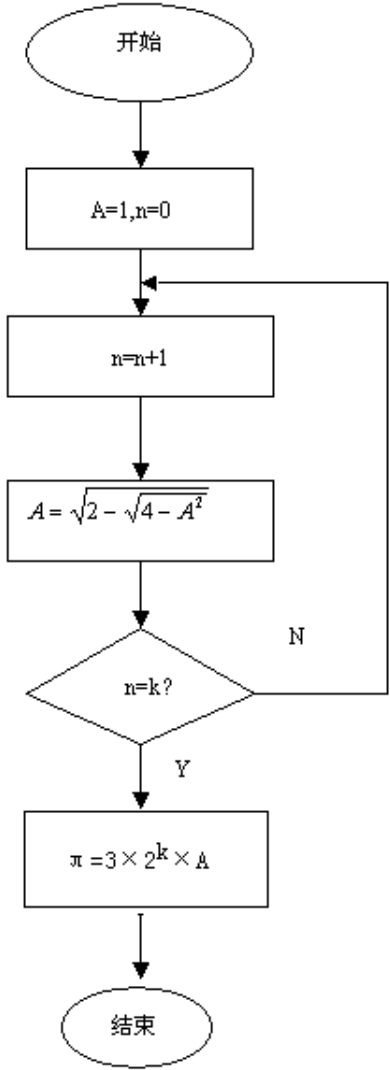 开始
A=1,n=0
n=n+1
A = √(2 − √(4 − A²))
N
n=k?
Y
π=3×2^k×A
结束